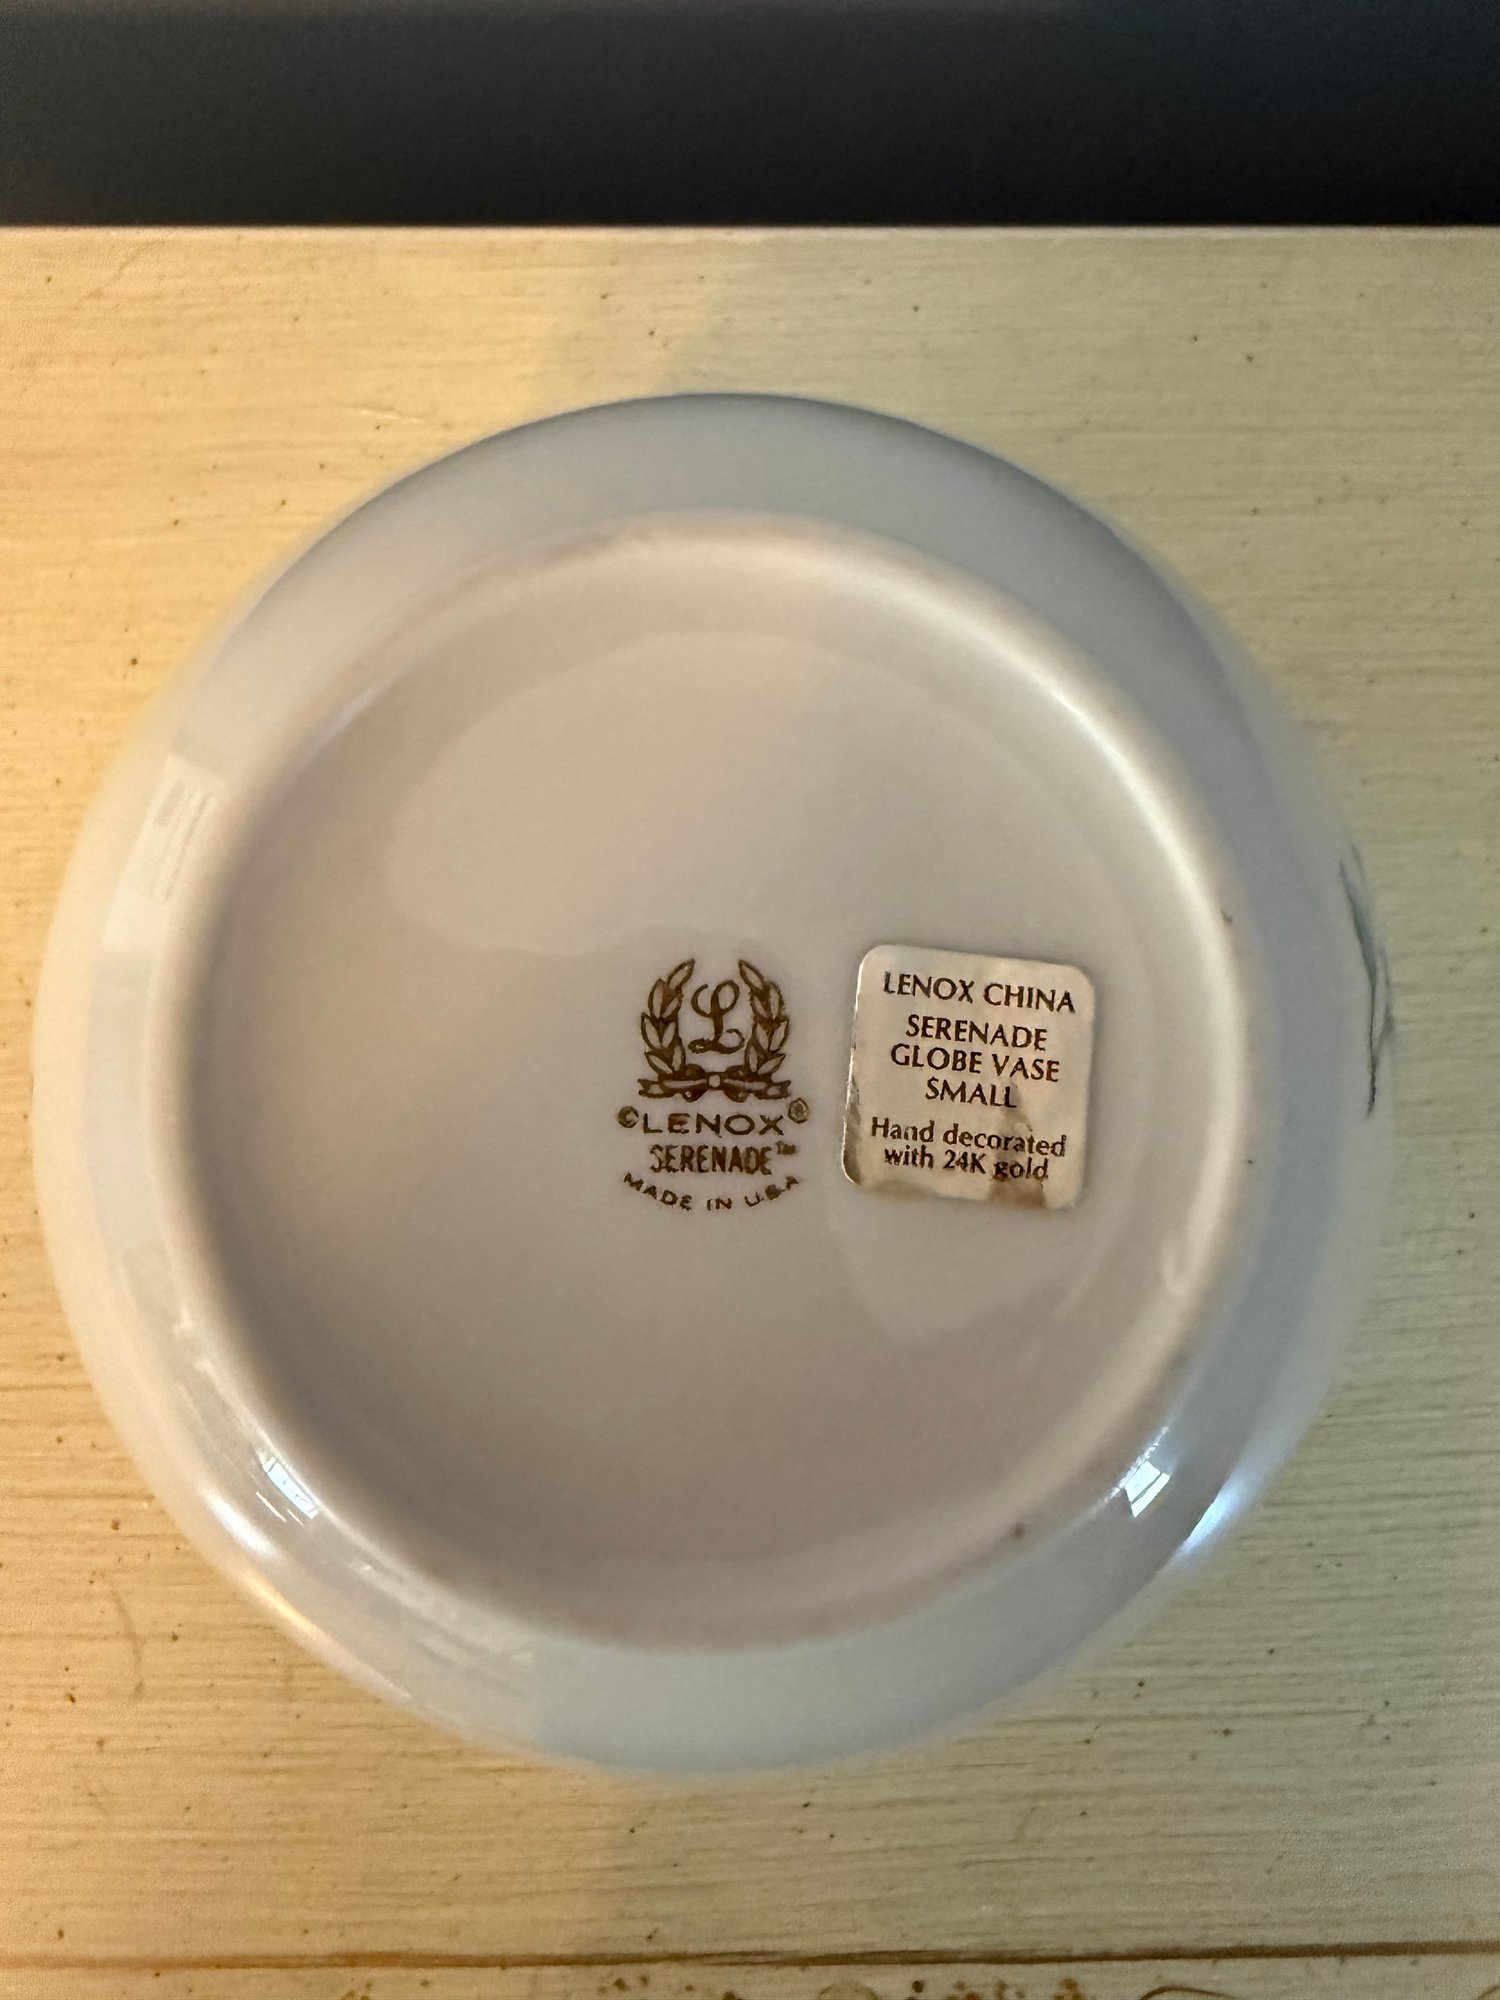 L
©LENOX®
SERENADE™
MADE IN U.S.A.
LENOX CHINA
SERENADE
GLOBE VASE
SMALL
Hand decorated
with 24K gold